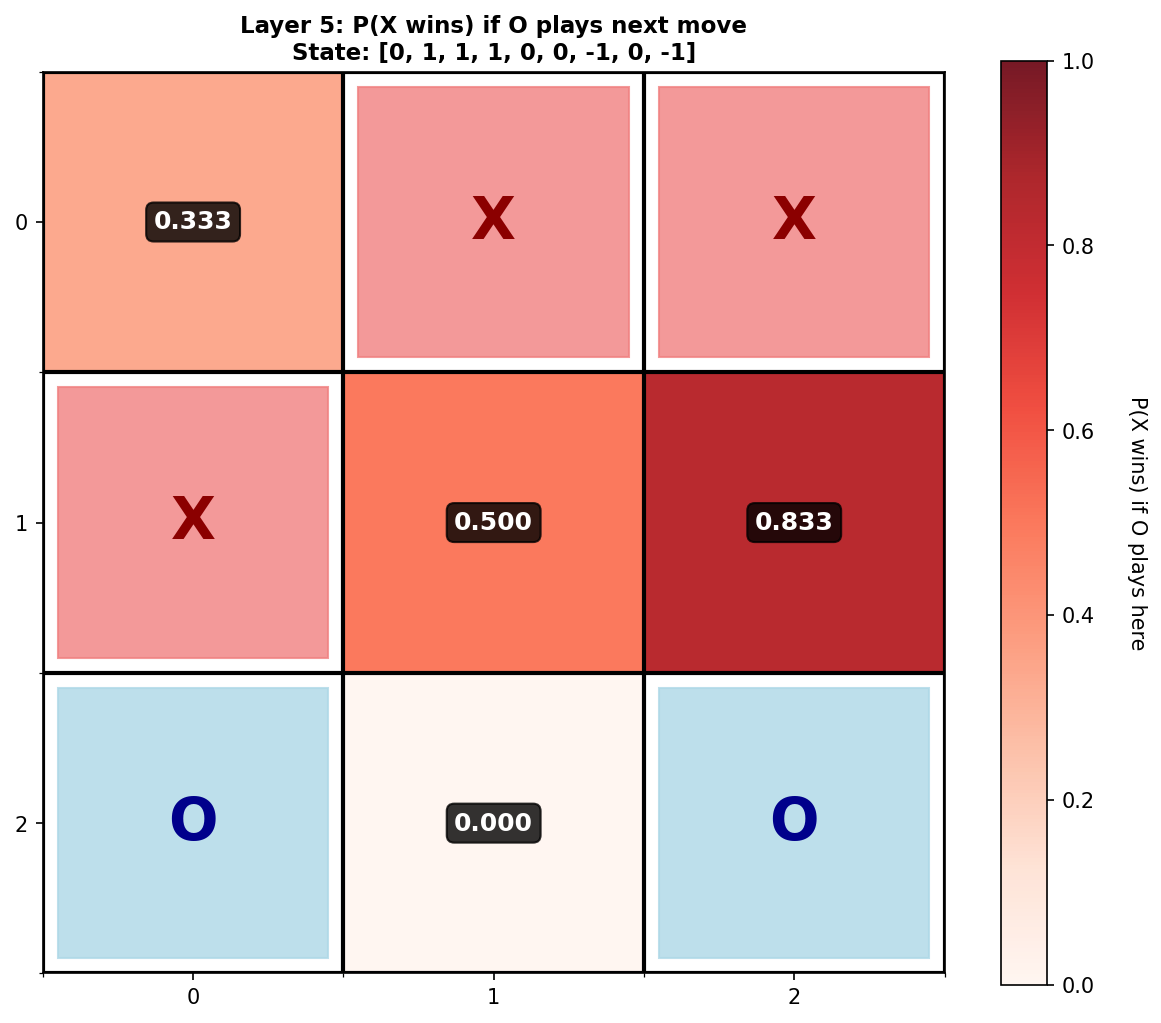 Layer 5: P(X wins) if O plays next move
State: [0, 1, 1, 1, 0, 0, -1, 0, -1]
0
0.333
X
X
1
X
0.500
0.833
2
O
0.000
O
0
1
2
1.0
0.8
0.6
0.4
0.2
0.0
P(X wins) if O plays here